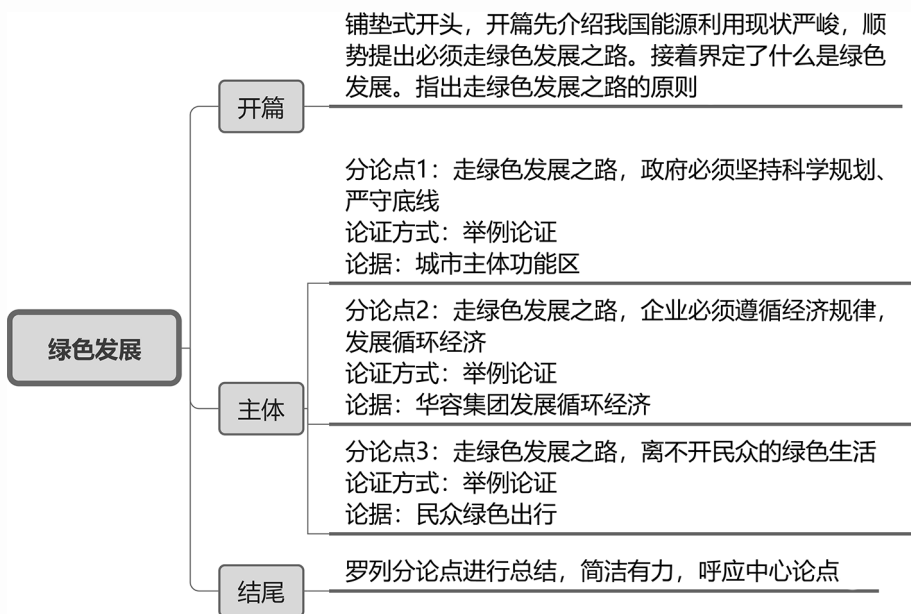 铺垫式开头，开篇先介绍我国能源利用现状严峻，顺
势提出必须走绿色发展之路。接着界定了什么是绿色
发展。指出走绿色发展之路的原则
开篇
分论点1：走绿色发展之路，政府必须坚持科学规划、
严守底线
论证方式：举例论证
论据：城市主体功能区
分论点2：走绿色发展之路，企业必须遵循经济规律，
发展循环经济
论证方式：举例论证
论据：华容集团发展循环经济
绿色发展
主体
分论点3：走绿色发展之路，离不开民众的绿色生活
论证方式：举例论证
论据：民众绿色出行
结尾
罗列分论点进行总结，简洁有力，呼应中心论点